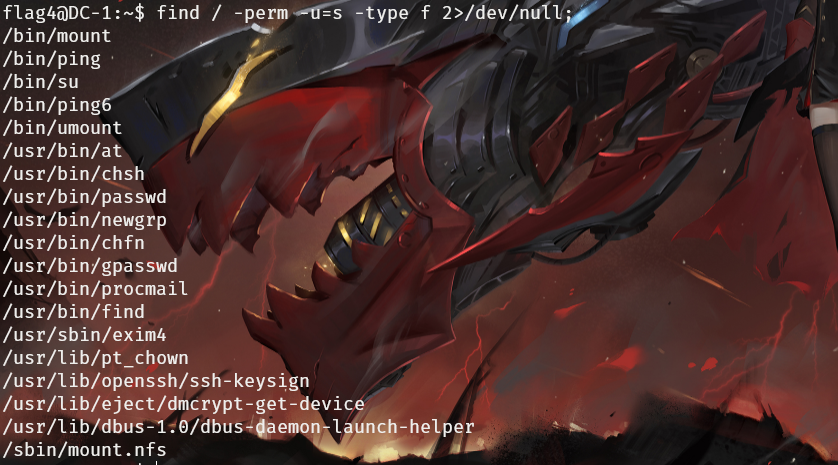 flag4@DC-1:~$ find / -perm -u=s -type f 2>/dev/null;
/bin/mount
/bin/ping
/bin/su
/bin/ping6
/bin/umount
/usr/bin/at
/usr/bin/chsh
/usr/bin/passwd
/usr/bin/newgrp
/usr/bin/chfn
/usr/bin/gpasswd
/usr/bin/procmail
/usr/bin/find
/usr/sbin/exim4
/usr/lib/pt_chown
/usr/lib/openssh/ssh-keysign
/usr/lib/eject/dmcrypt-get-device
/usr/lib/dbus-1.0/dbus-daemon-launch-helper
/sbin/mount.nfs